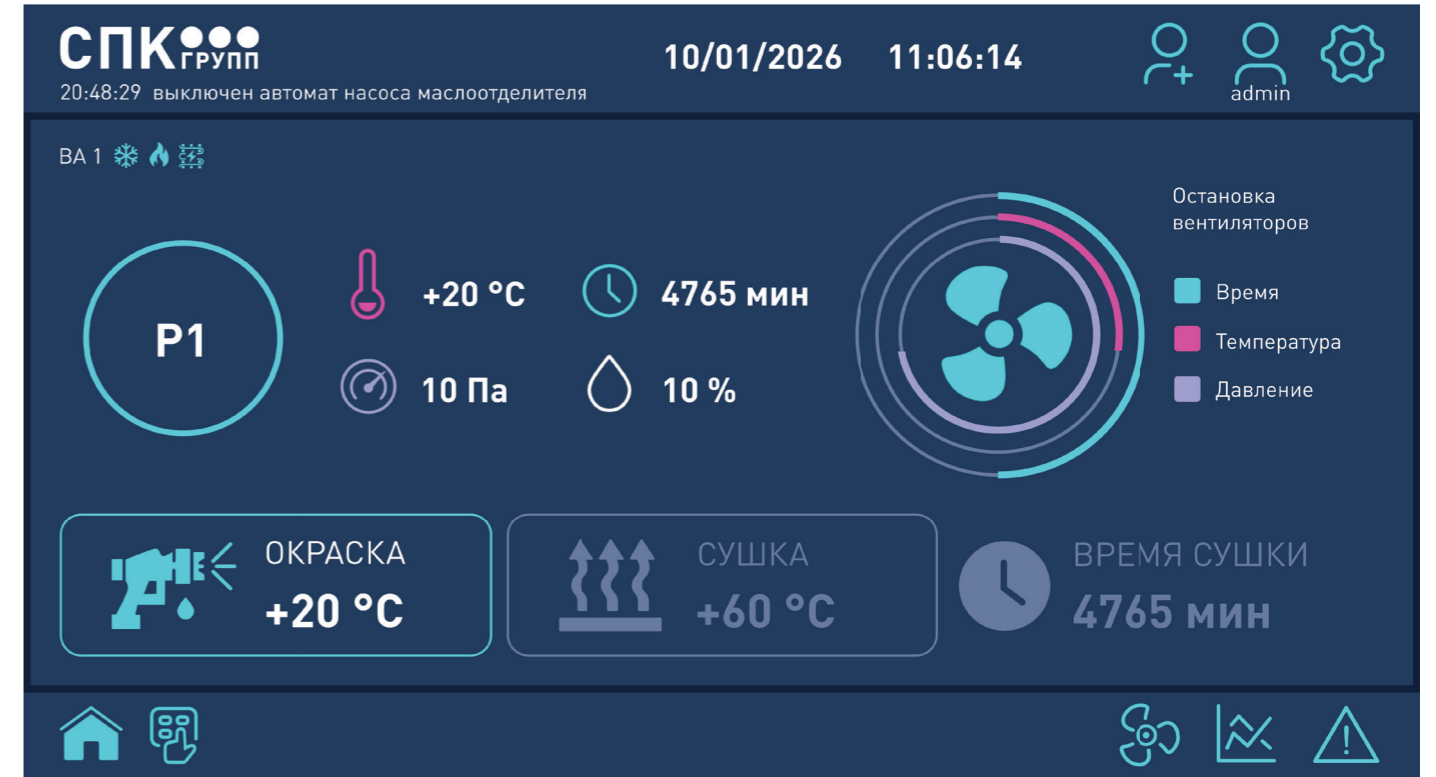 СПК
ГРУПП
10/01/2026 11:06:14
20:48:29 выключен автомат насоса маслоотделителя
admin
ВА 1
P1
+20 °C
4765 мин
10 Па
10 %
Остановка
вентиляторов
Время
Температура
Давление
ОКРАСКА
+20 °C
СУШКА
+60 °C
ВРЕМЯ СУШКИ
4765 мин